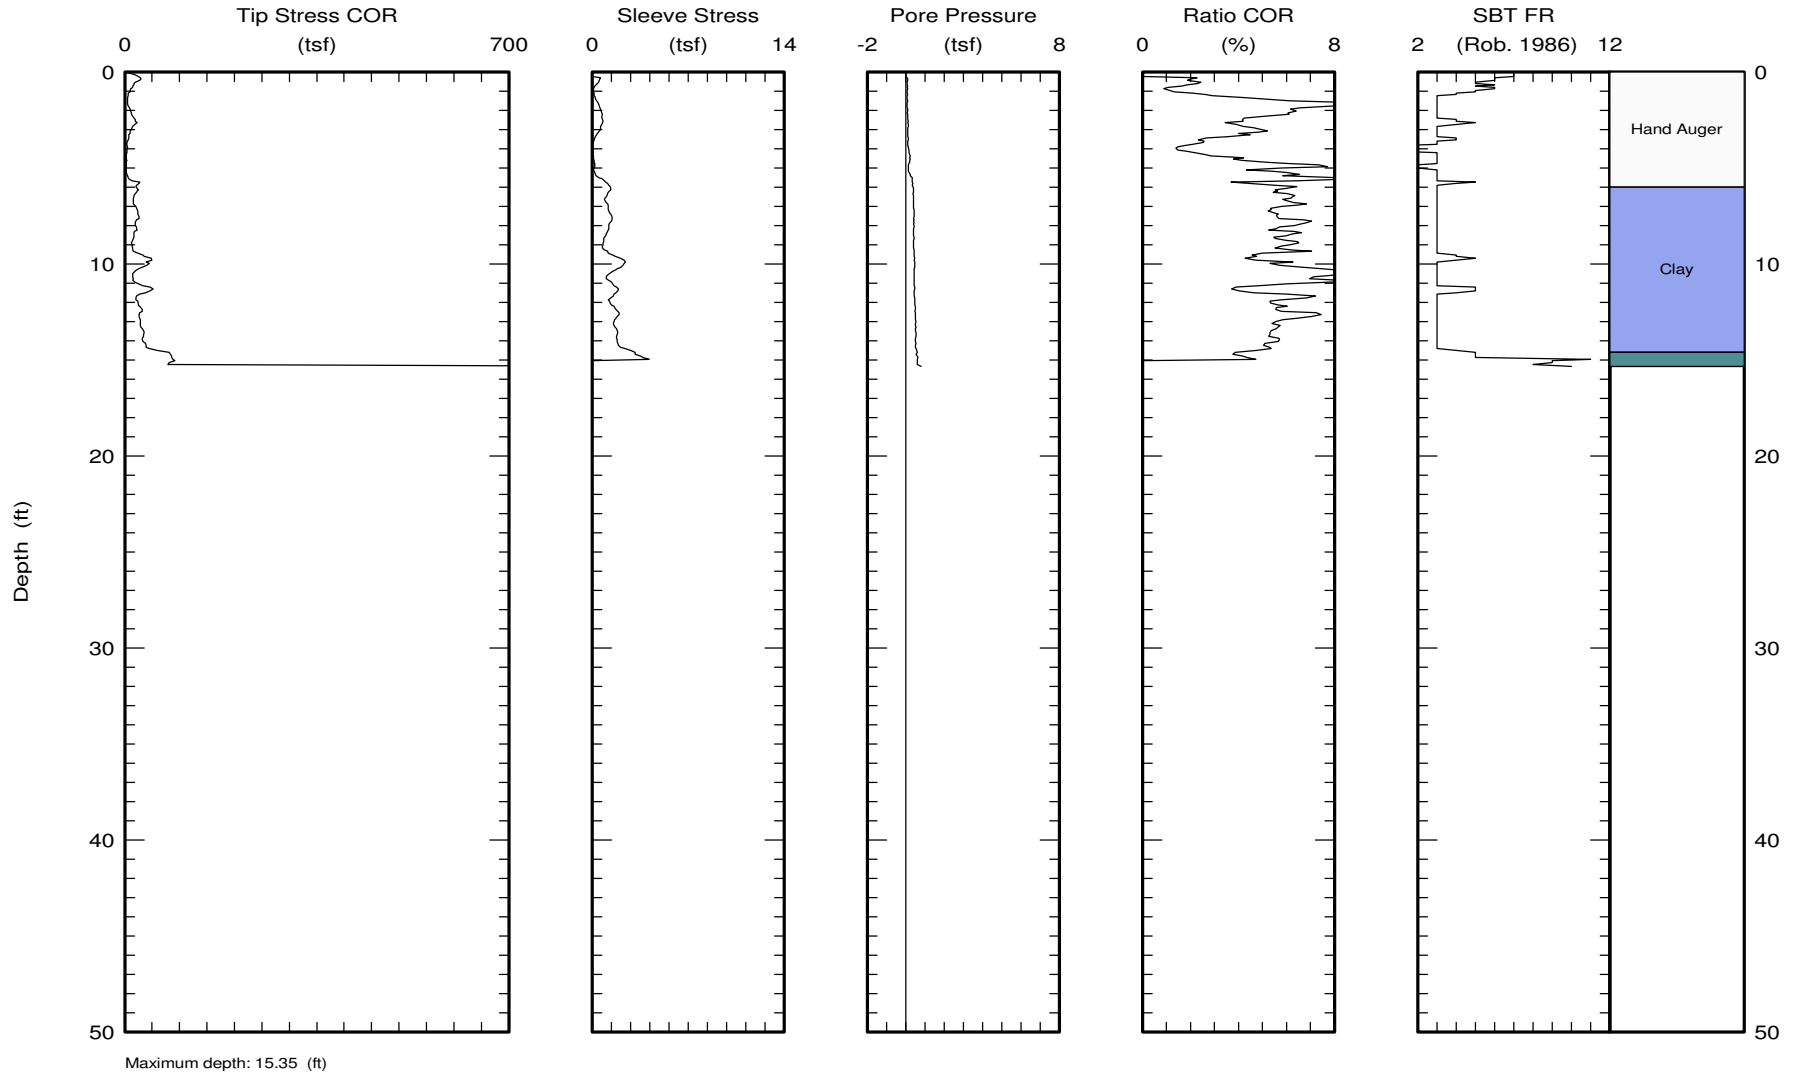 Tip Stress COR Sleeve Stress Pore Pressure Ratio COR SBT FR
0 (tsf) 700 0 (tsf) 14 -2 (tsf) 8 0 (%) 8 2 (Rob. 1986) 12
0 0
Hand Auger
10 Clay 10
20 20
Depth (ft)
30 30
40 40
50 50
Maximum depth: 15.35 (ft)